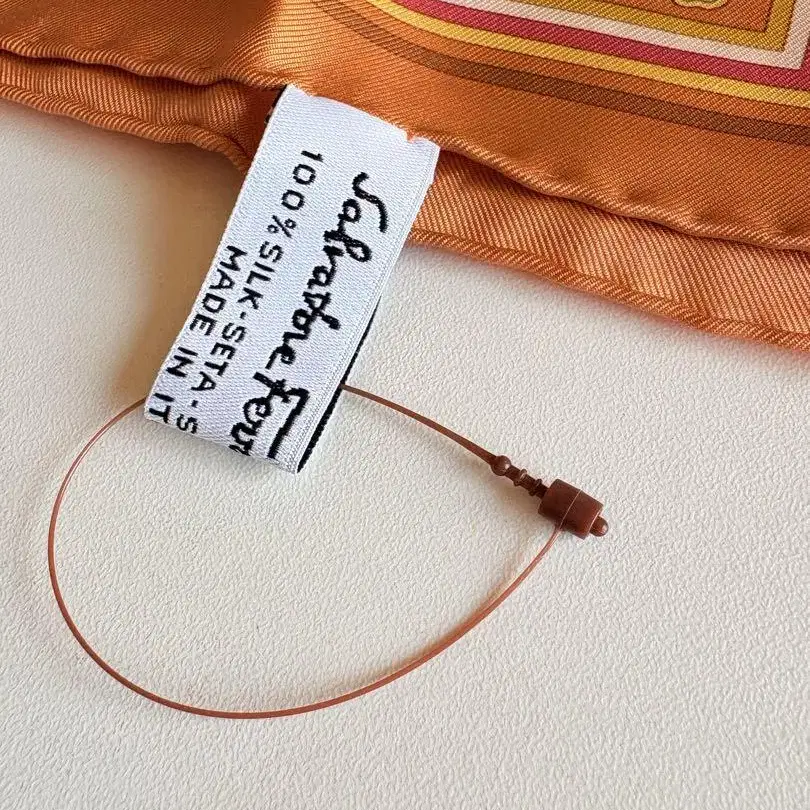 Salvatore Ferr
100% SILK-SETA-S
MADE IN IT